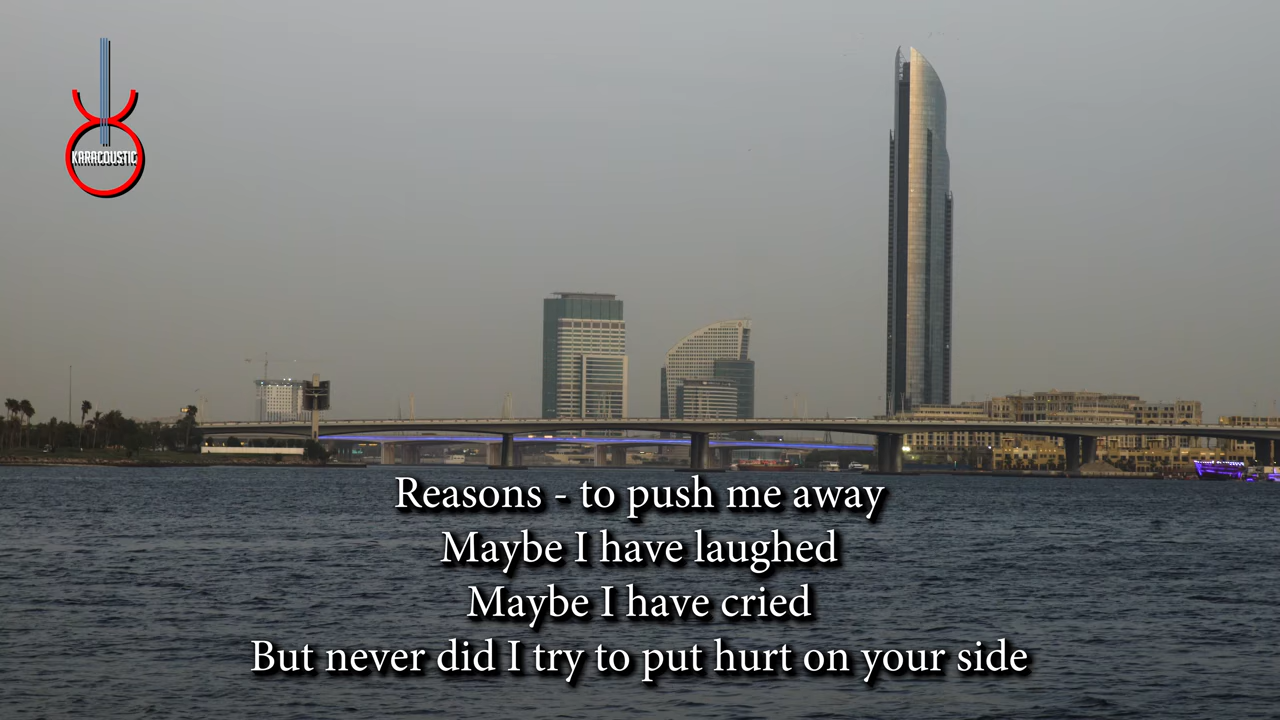 KARACOUSTIC
Reasons - to push me away
Maybe I have laughed
Maybe I have cried
But never did I try to put hurt on your side